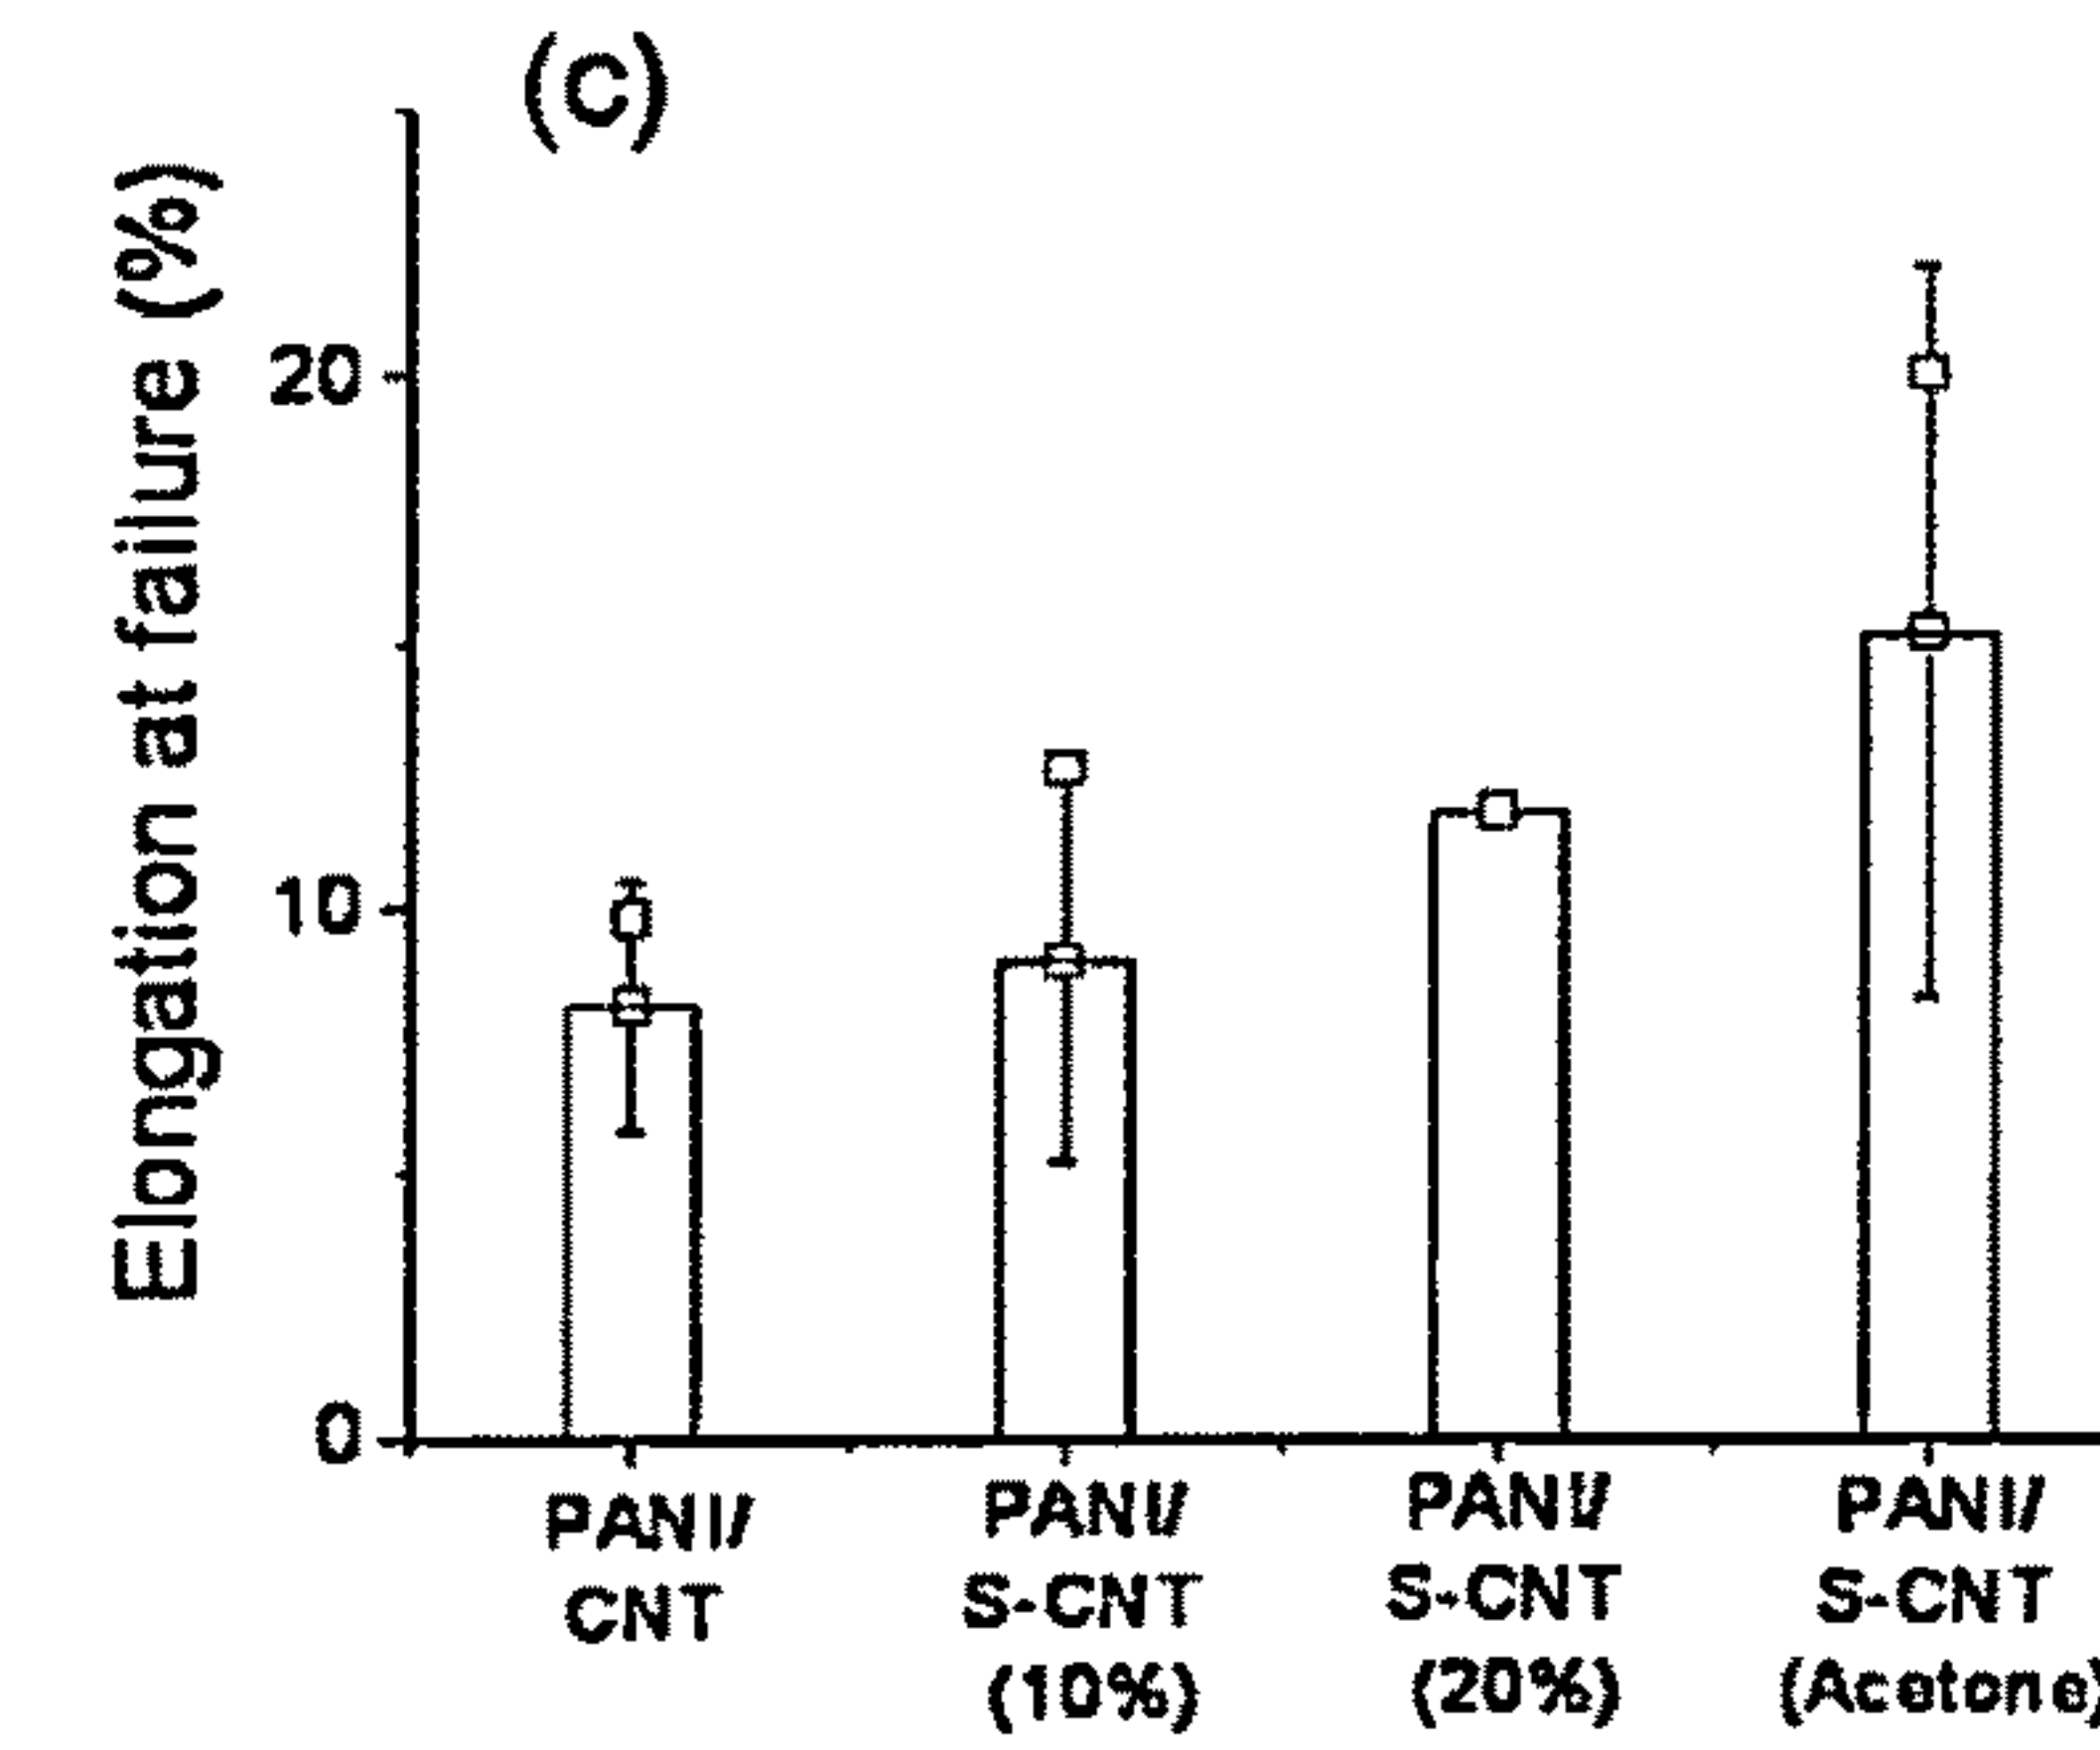 (c)
Elongation at failure (%)
20
10
0
PANI/
CNT
PANI/
S-CNT
(10%)
PANI/
S-CNT
(20%)
PANI/
S-CNT
(Acetone)